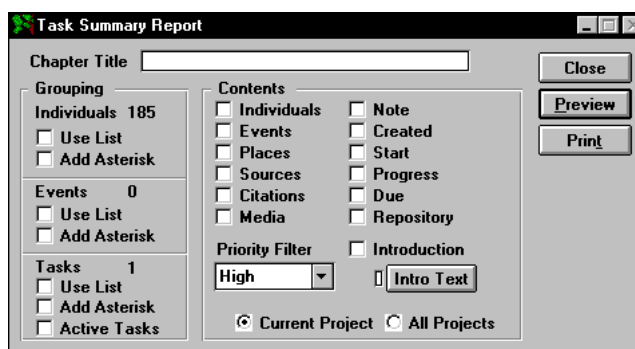 Task Summary Report
Chapter Title
Close
Preview
Print
Grouping
Individuals 185
Use List
Add Asterisk
Events 0
Use List
Add Asterisk
Tasks 1
Use List
Add Asterisk
Active Tasks
Contents
Individuals Note
Events Created
Places Start
Sources Progress
Citations Due
Media Repository
Priority Filter Introduction
High Intro Text
Current Project All Projects